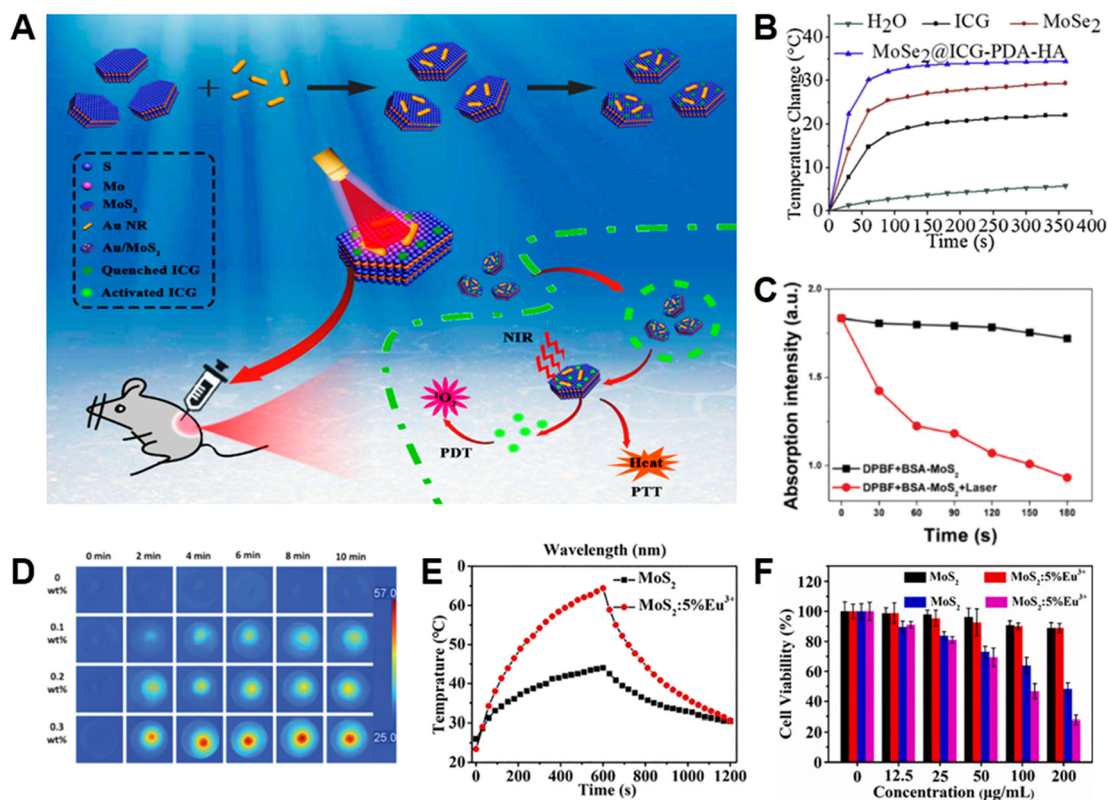 A
S
Mo
MoS2
Au NR
Au/MoS2
Quenched ICG
Activated ICG
NIR
1O2
PDT
Heat
PTT
B
H2O
ICG
MoSe2
MoSe2@ICG-PDA-HA
Temperature Change (°C)
40
30
20
10
0
0 50 100 150 200 250 300 350 400
Time (s)
C
Absorption intensity (a.u.)
2.0
1.5
1.0
DPBF+BSA-MoS2
DPBF+BSA-MoS2+Laser
0 30 60 90 120 150 180
Time (s)
D
0 min 2 min 4 min 6 min 8 min 10 min
0
wt%
0.1
wt%
0.2
wt%
0.3
wt%
57.0
25.0
E
Wavelength (nm)
MoS2
MoS2:5%Eu3+
Temprature (°C)
0
60
50
40
30
20
0 200 400 600 800 1000 1200
Time (s)
F
MoS2 MoS2:5%Eu3+
MoS2 MoS2:5%Eu3+
Cell Viability (%)
120
100
80
60
40
20
0
0 12.5 25 50 100 200
Concentration (μg/mL)